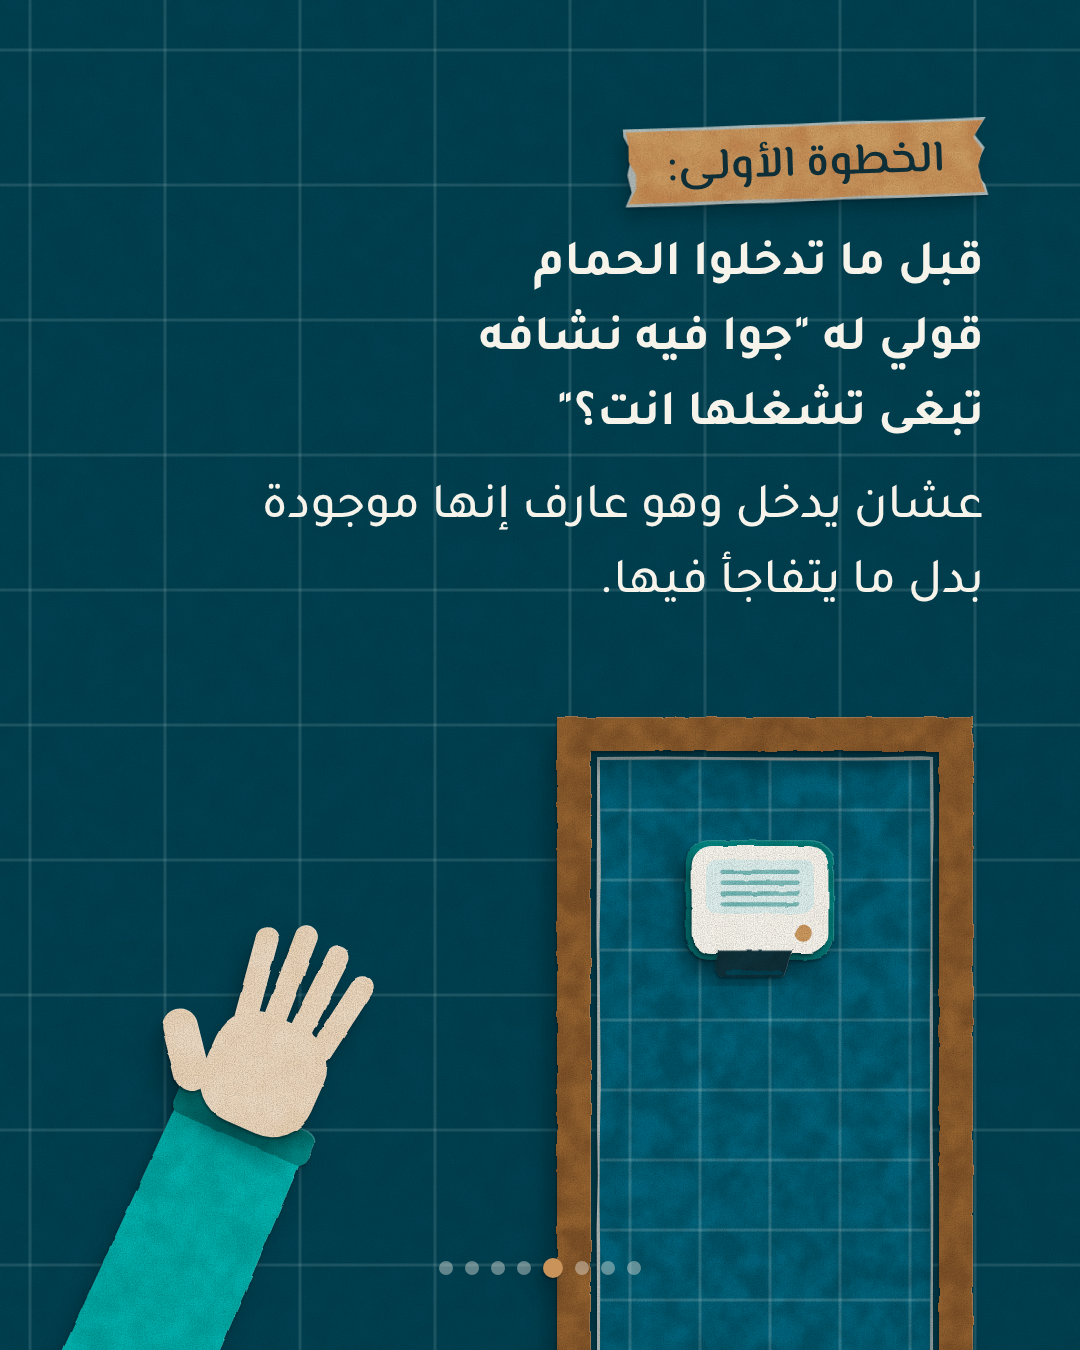 الخطوة الأولى:
قبل ما تدخلوا الحمام
قولي له "جوا فيه نشافه
تبغى تشغلها انت؟"
عشان يدخل وهو عارف إنها موجودة
بدل ما يتفاجأ فيها.